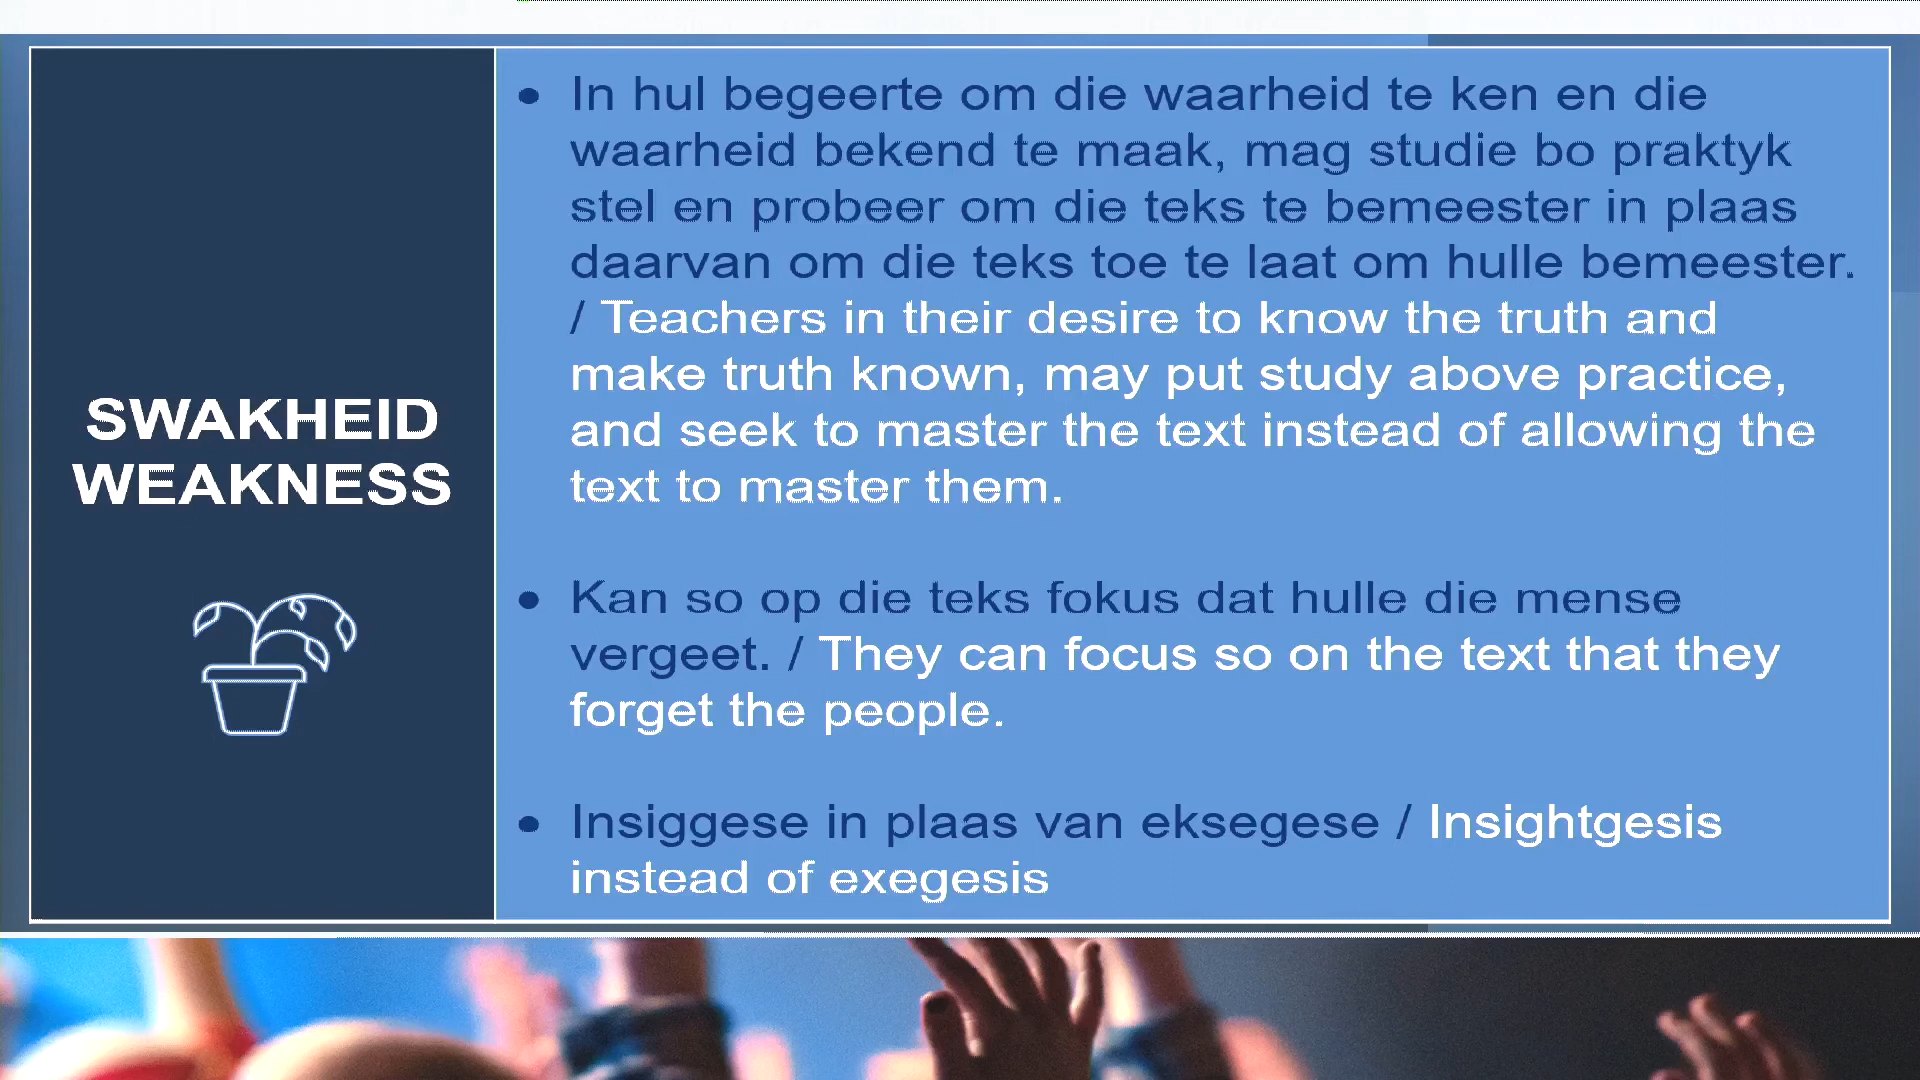 SWAKHEID
WEAKNESS
• In hul begeerte om die waarheid te ken en die
waarheid bekend te maak, mag studie bo praktyk
stel en probeer om die teks te bemeester in plaas
daarvan om die teks toe te laat om hulle bemeester.
/ Teachers in their desire to know the truth and
make truth known, may put study above practice,
and seek to master the text instead of allowing the
text to master them.
• Kan so op die teks fokus dat hulle die mense
vergeet. / They can focus so on the text that they
forget the people.
• Insiggese in plaas van eksegese / Insightgesis
instead of exegesis